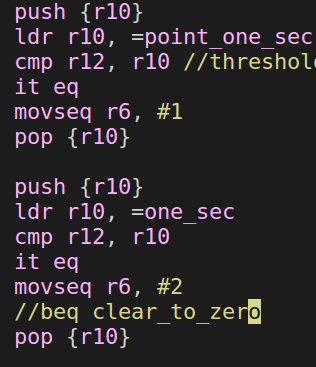 push {r10}
ldr r10, =point_one_sec
cmp r12, r10 //threshol
it eq
movseq r6, #1
pop {r10}
push {r10}
ldr r10, =one_sec
cmp r12, r10
it eq
movseq r6, #2
//beq clear_to_zero
pop {r10}